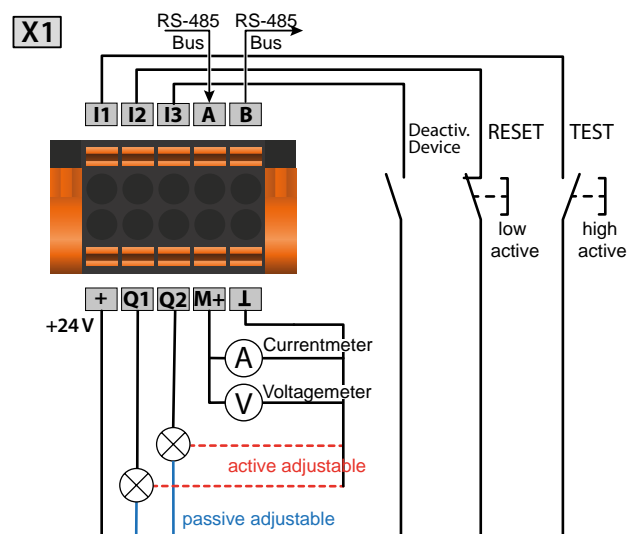 X1
RS-485 RS-485
Bus Bus
I1 I2 I3 A B
Deactiv.
Device
RESET
TEST
low
active
high
active
+ Q1 Q2 M+ ⊥
+24 V
A Currentmeter
V Voltagemeter
active adjustable
passive adjustable